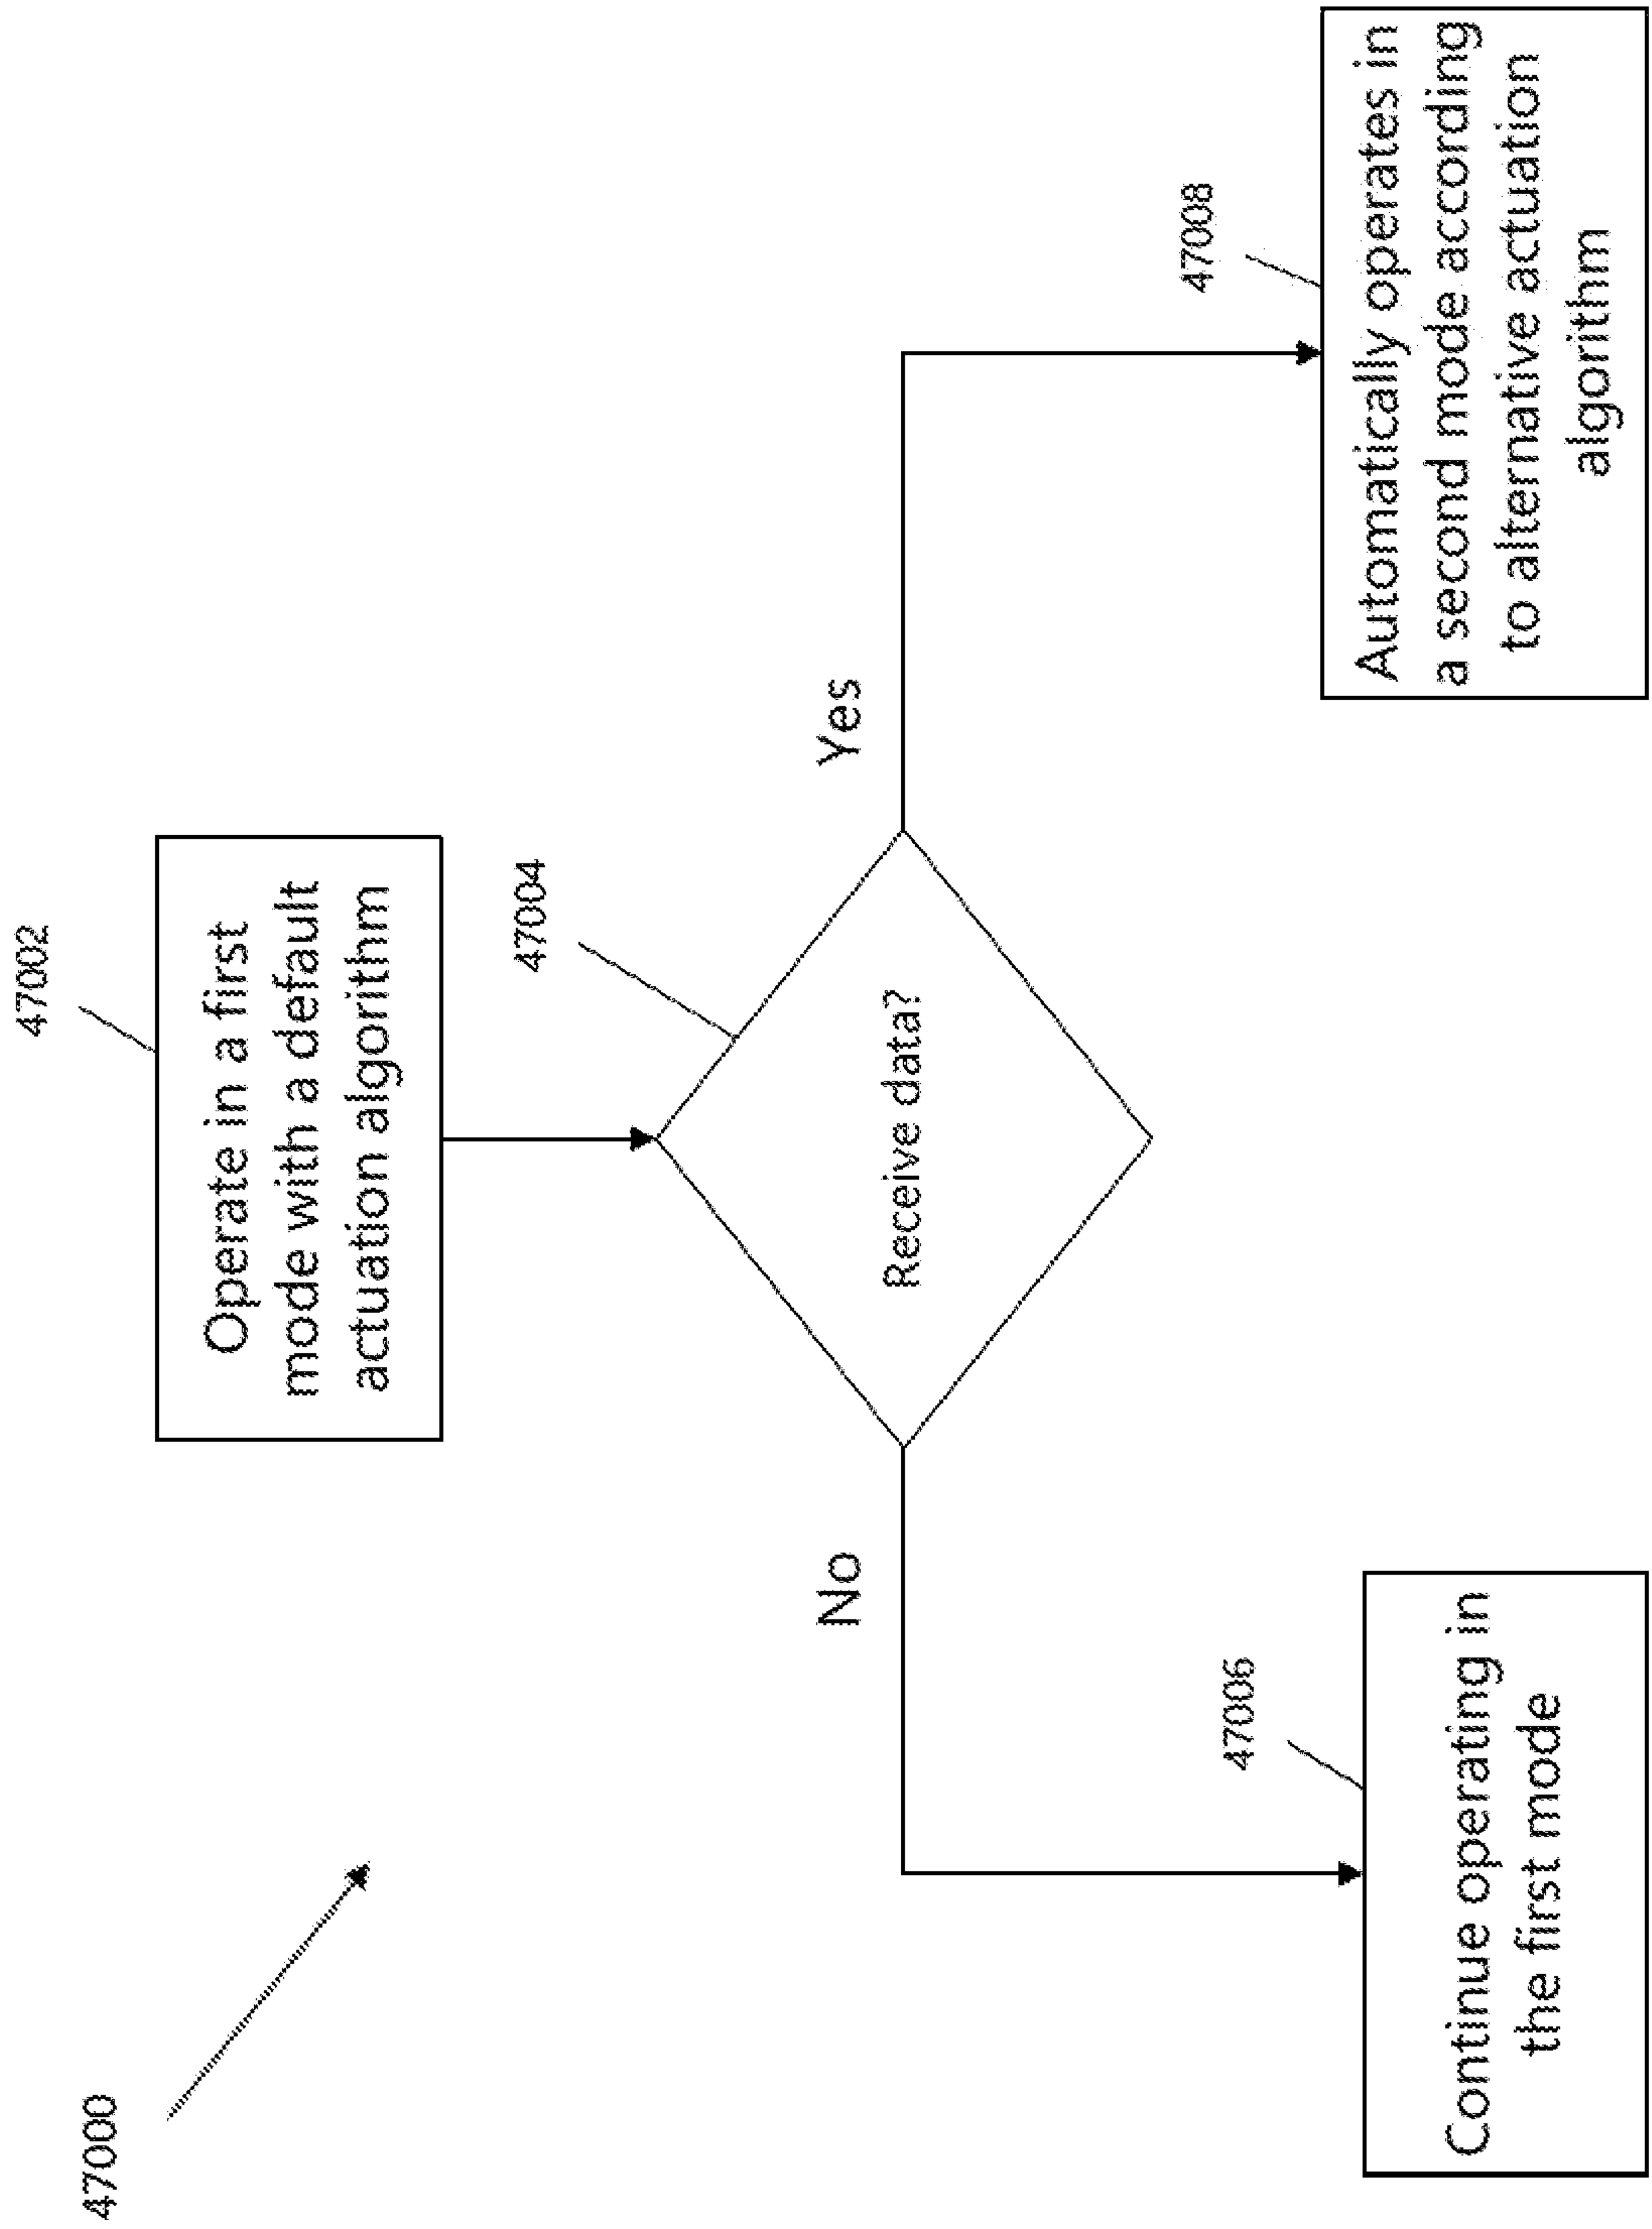 47000
47002
Operate in a first
mode with a default
actuation algorithm
47004
Receive data?
No
Yes
47006
Continue operating in
the first mode
47008
Automatically operates in
a second mode according
to alternative actuation
algorithm